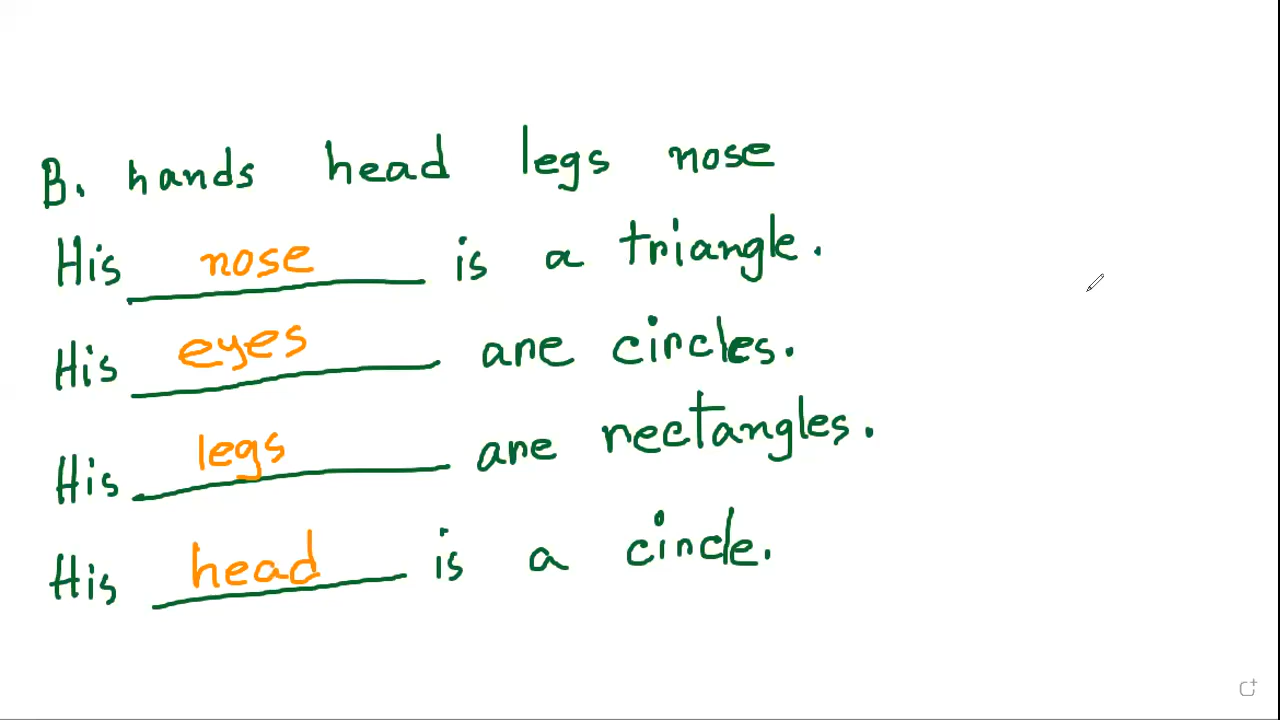 B. hands head legs nose
His nose is a triangle.
His eyes are circles.
His legs are rectangles.
His head is a circle.